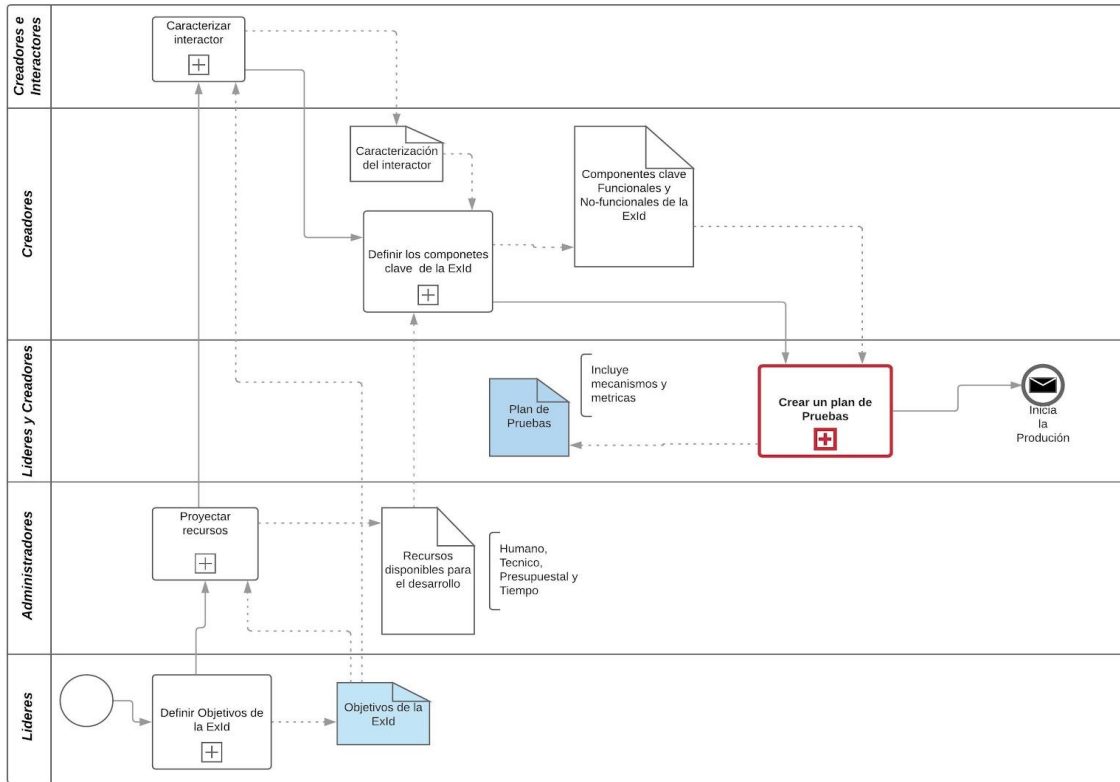 Creadores e
Interactores
Caracterizar
interactor
Creadores
Caracterización
del interactor
Componentes clave
Funcionales y
No-funcionales de la
ExId
Definir los componetes
clave de la ExId
Lideres y Creadores
Plan de
Pruebas
Incluye
mecanismos y
metricas
Crear un plan de
Pruebas
Inicia
la
Produción
Administradores
Proyectar
recursos
Recursos
disponibles para
el desarrollo
Humano,
Tecnico,
Presupuestal y
Tiempo
Lideres
Definir Objetivos de
la ExId
Objetivos de la
ExId